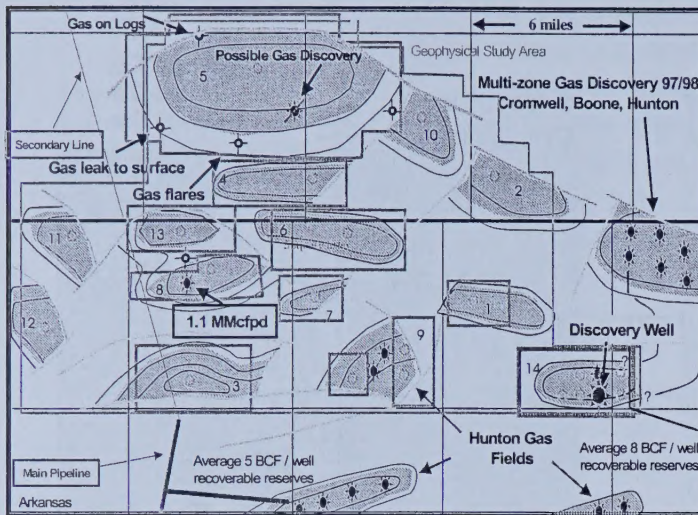 Gas on Logs
6 miles
Geophysical Study Area
Possible Gas Discovery
5
Multi-zone Gas Discovery 97/98
Cromwell, Boone, Hunton
Secondary Line
10
Gas leak to surface
Gas flares
4
2
11
13
6
8
7
1
12
1.1 MMcfpd
9
Discovery Well
14
?
?
3
Hunton Gas
Fields
Average 5 BCF / well
recoverable reserves
Average 8 BCF / well
recoverable reserves
Main Pipeline
Arkansas